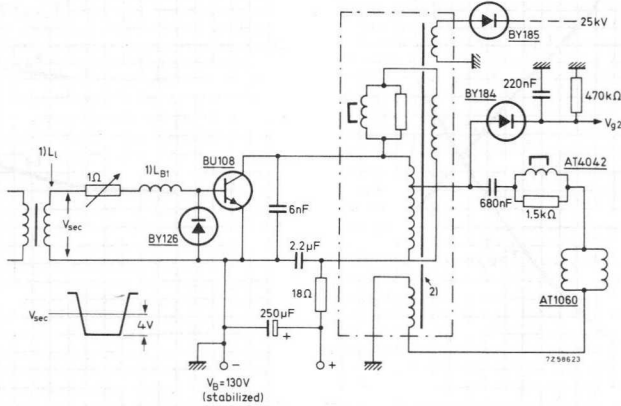 BY185
25kV
220nF
470kΩ
BY184
Vg2
1) Lι
1Ω
1) LB1
BU108
AT4042
6nF
680nF
1.5kΩ
Vsec
BY126
2.2μF
18Ω
2)
AT1060
Vsec
4V
250μF
+
7Z58623
−
+
VB=130V
(stabilized)